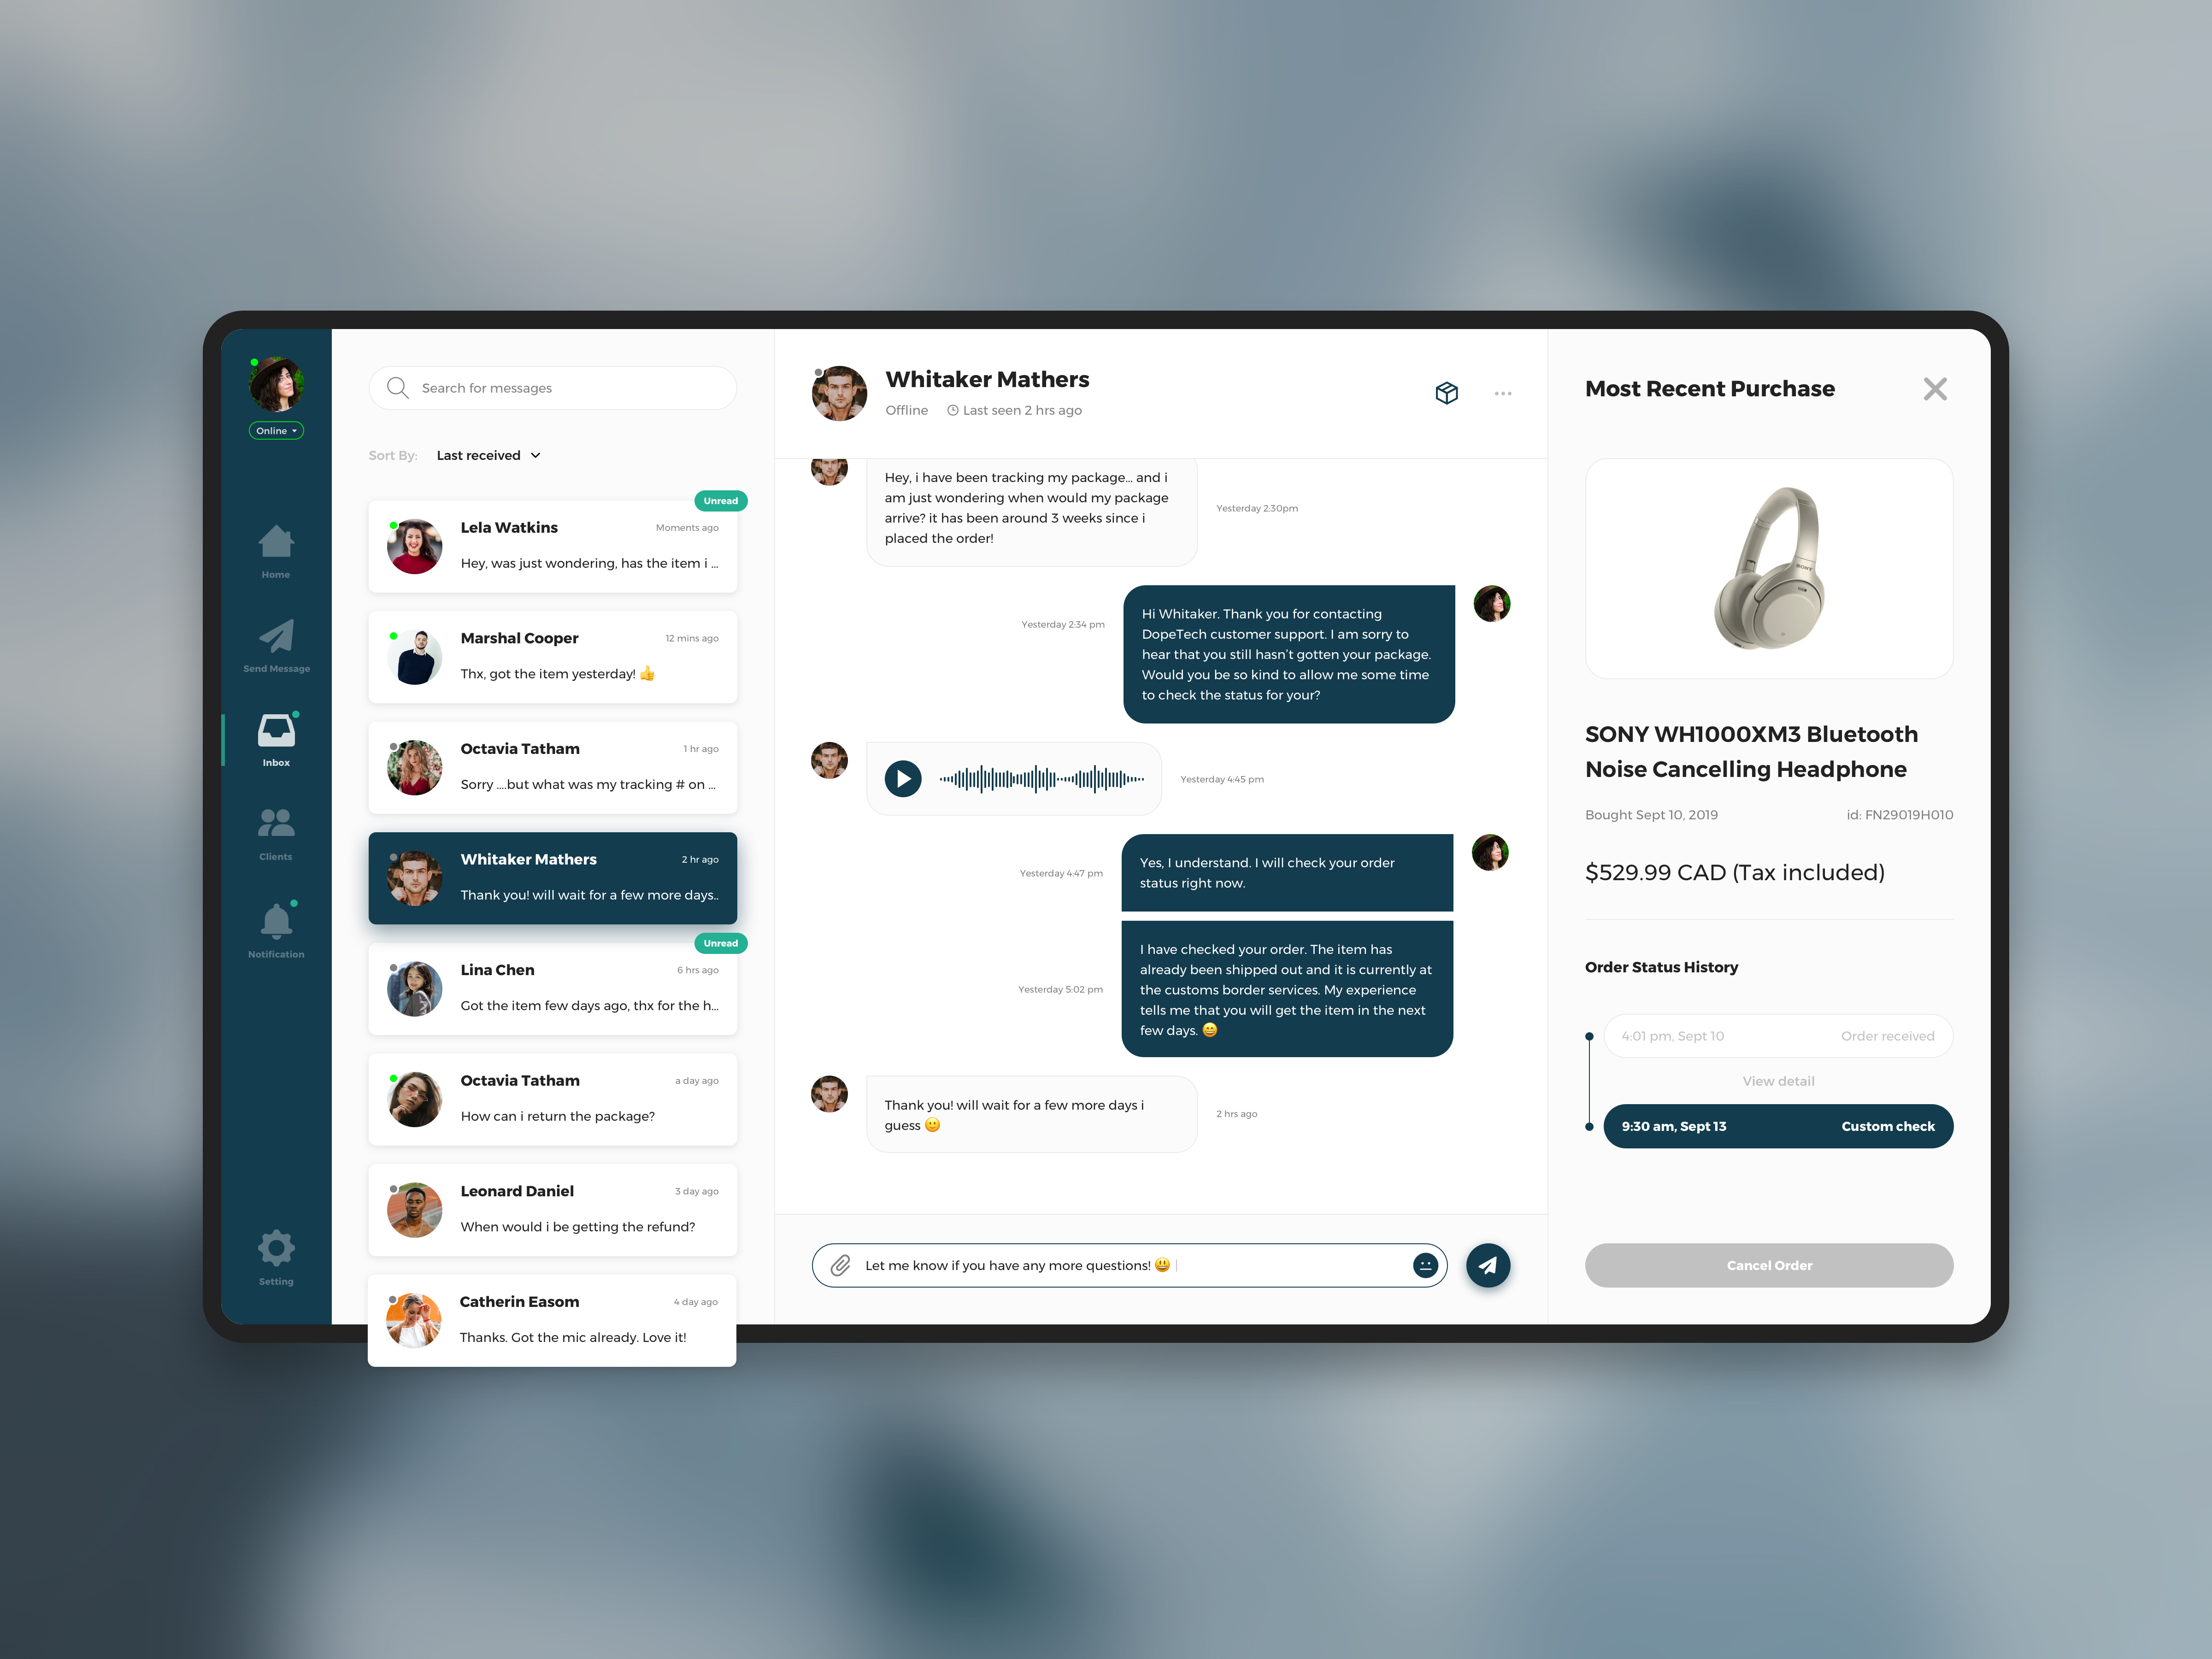 Online
Home
Send Message
Inbox
Clients
Notification
Setting
Search for messages
Sort By: Last received
Unread
Lela Watkins Moments ago
Hey, was just wondering, has the item i ...
Marshal Cooper 12 mins ago
Thx, got the item yesterday! 👍
Octavia Tatham 1 hr ago
Sorry ....but what was my tracking # on ...
Whitaker Mathers 2 hr ago
Thank you! will wait for a few more days..
Unread
Lina Chen 6 hrs ago
Got the item few days ago, thx for the h...
Octavia Tatham a day ago
How can i return the package?
Leonard Daniel 3 day ago
When would i be getting the refund?
Catherin Easom 4 day ago
Thanks. Got the mic already. Love it!
Whitaker Mathers
Offline Last seen 2 hrs ago
Hey, i have been tracking my package... and i
am just wondering when would my package
arrive? it has been around 3 weeks since i
placed the order!
Yesterday 2:30pm
Yesterday 2:34 pm
Hi Whitaker. Thank you for contacting
DopeTech customer support. I am sorry to
hear that you still hasn't gotten your package.
Would you be so kind to allow me some time
to check the status for your?
Yesterday 4:45 pm
Yesterday 4:47 pm
Yes, I understand. I will check your order
status right now.
Yesterday 5:02 pm
I have checked your order. The item has
already been shipped out and it is currently at
the customs border services. My experience
tells me that you will get the item in the next
few days. 😄
Thank you! will wait for a few more days i
guess 🙂
2 hrs ago
Let me know if you have any more questions! 😃
Most Recent Purchase
SONY
SONY WH1000XM3 Bluetooth
Noise Cancelling Headphone
Bought Sept 10, 2019 id: FN29019H010
$529.99 CAD (Tax included)
Order Status History
4:01 pm, Sept 10 Order received
View detail
9:30 am, Sept 13 Custom check
Cancel Order